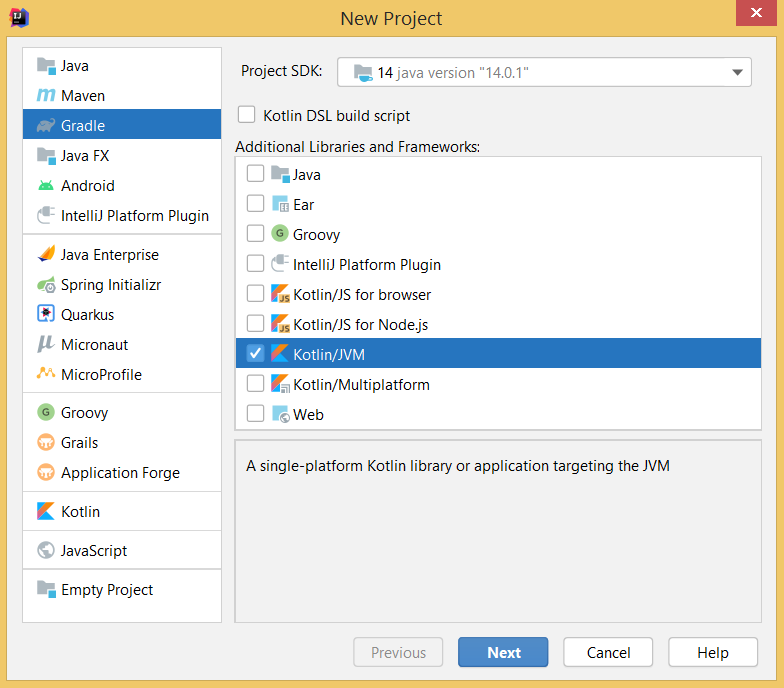 New Project
Java
Maven
Gradle
Java FX
Android
IntelliJ Platform Plugin
Java Enterprise
Spring Initializr
Quarkus
Micronaut
MicroProfile
Groovy
Grails
Application Forge
Kotlin
JavaScript
Empty Project
Project SDK: 14 java version "14.0.1"
Kotlin DSL build script
Additional Libraries and Frameworks:
Java
Ear
Groovy
IntelliJ Platform Plugin
Kotlin/JS for browser
Kotlin/JS for Node.js
Kotlin/JVM
Kotlin/Multiplatform
Web
A single-platform Kotlin library or application targeting the JVM
Previous Next Cancel Help